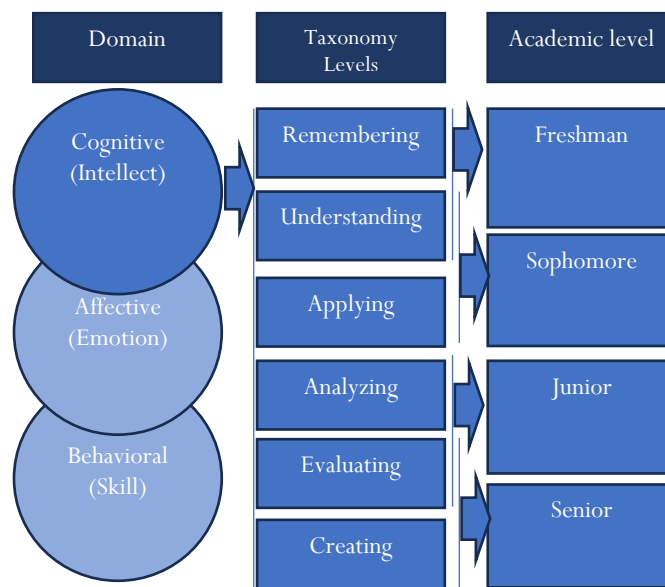 Domain
Taxonomy
Levels
Academic level
Cognitive
(Intellect)
Affective
(Emotion)
Behavioral
(Skill)
Remembering
Understanding
Applying
Analyzing
Evaluating
Creating
Freshman
Sophomore
Junior
Senior